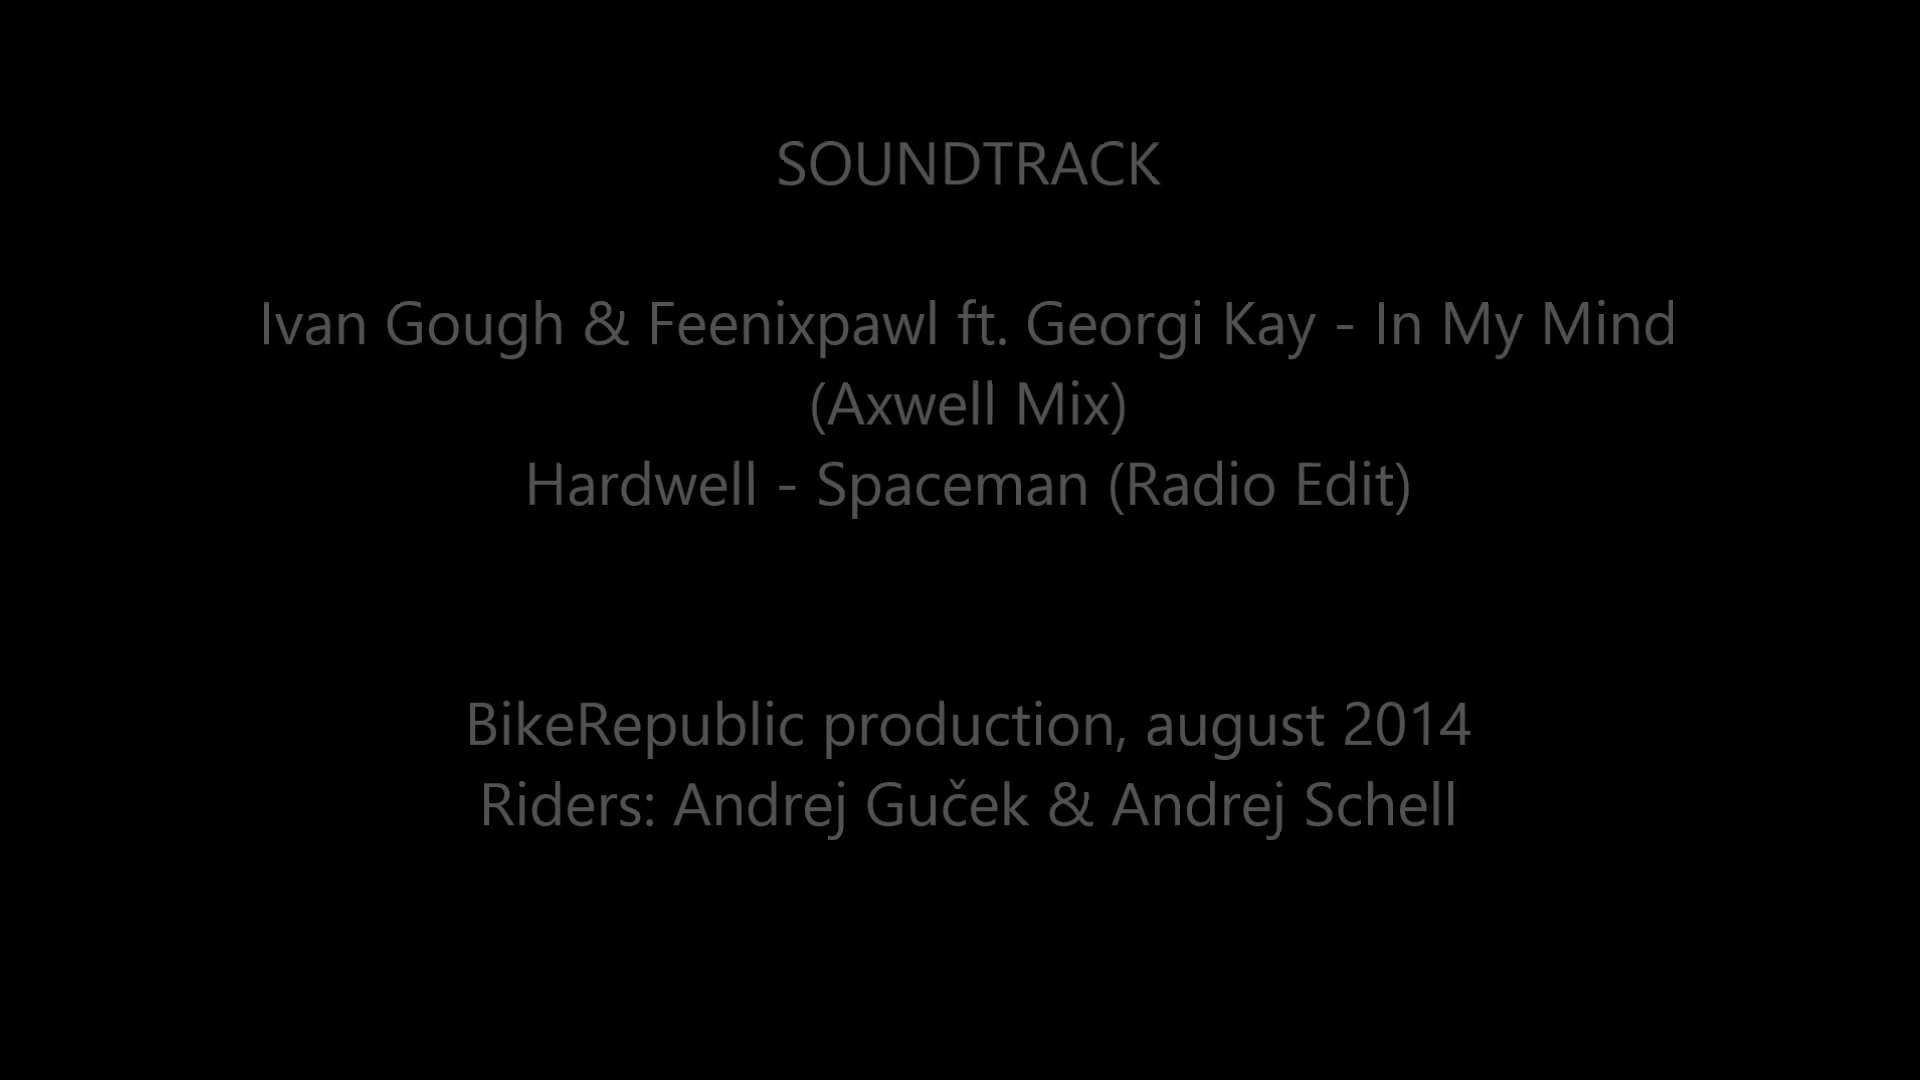 SOUNDTRACK
Ivan Gough & Feenixpawl ft. Georgi Kay - In My Mind
(Axwell Mix)
Hardwell - Spaceman (Radio Edit)
BikeRepublic production, august 2014
Riders: Andrej Guček & Andrej Schell